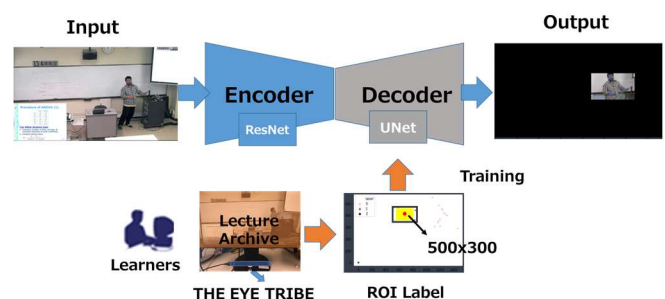 Input
Output
Encoder
Decoder
ResNet
UNet
Training
Lecture
Archive
500x300
Learners
THE EYE TRIBE
ROI Label